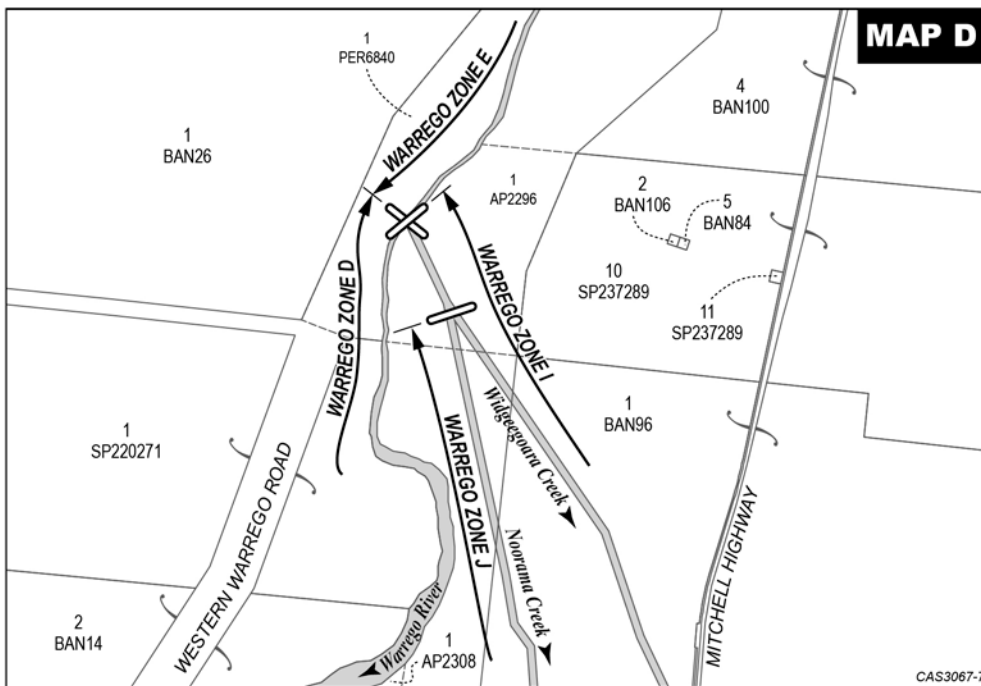 MAP D
1
PER6840
WARREGO ZONE E
4
BAN100
1
BAN26
1
AP2296
2
BAN106
5
BAN84
WARREGO ZONE D
WARREGO ZONE I
10
SP237289
11
SP237289
1
SP220271
WARREGO ZONE J
Widgeegoara Creek
1
BAN96
WESTERN WARREGO ROAD
Noorama Creek
MITCHELL HIGHWAY
2
BAN14
Warrego River
1
AP2308
CAS3067-7